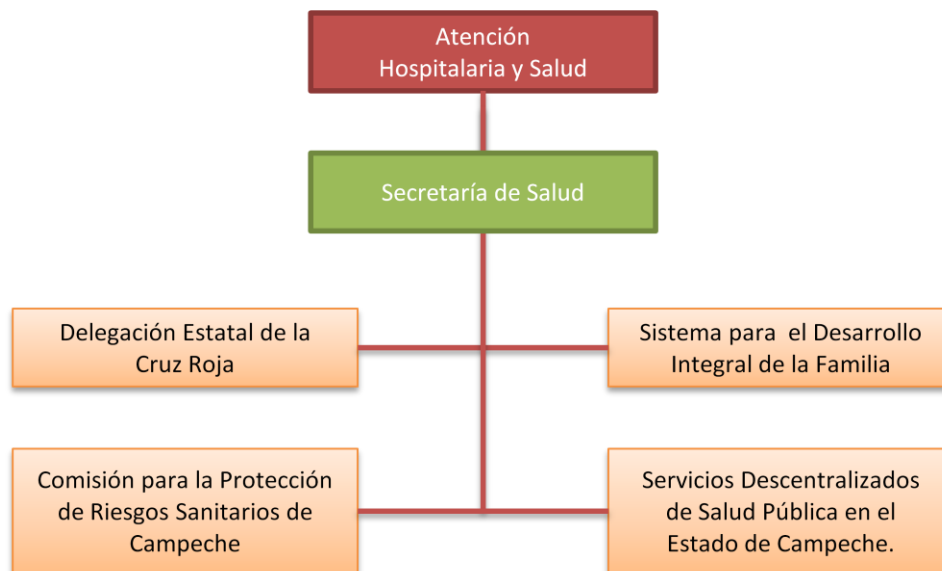 Atención
Hospitalaria y Salud
Secretaría de Salud
Delegación Estatal de la
Cruz Roja
Sistema para el Desarrollo
Integral de la Familia
Comisión para la Protección
de Riesgos Sanitarios de
Campeche
Servicios Descentralizados
de Salud Pública en el
Estado de Campeche.